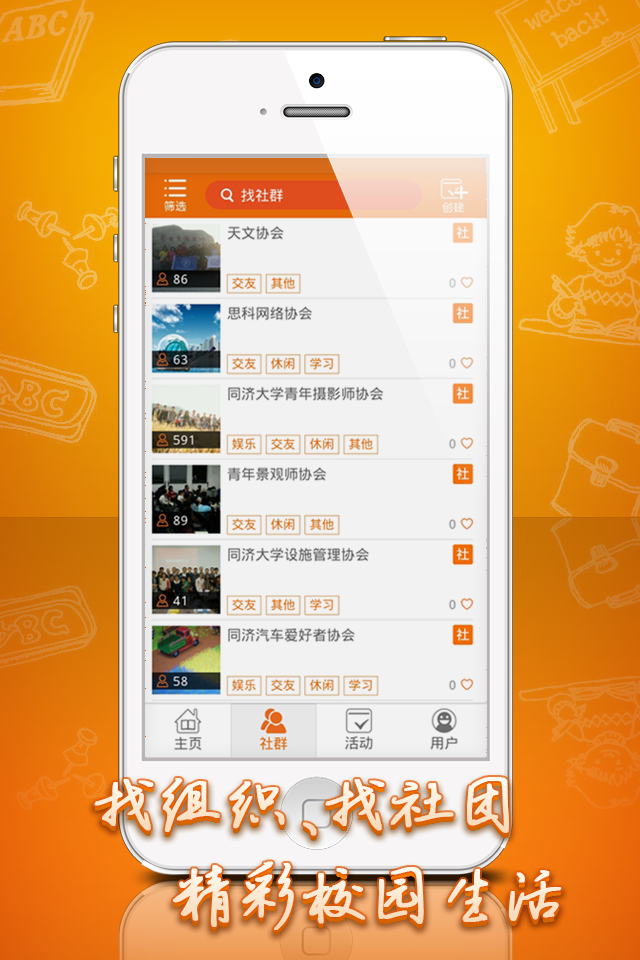 ABC
welcome
back!
筛选
找社群
创建
天文协会
社
86
交友 其他
0
思科网络协会
社
63
交友 休闲 学习
0
同济大学青年摄影师协会
社
591
娱乐 交友 休闲 其他
0
青年景观师协会
社
89
交友 休闲 其他
0
ABC
同济大学设施管理协会
社
41
交友 其他 学习
0
同济汽车爱好者协会
社
58
娱乐 交友 休闲 学习
0
ABC
主页 社群 活动 用户
找组织、找社团
精彩校园生活